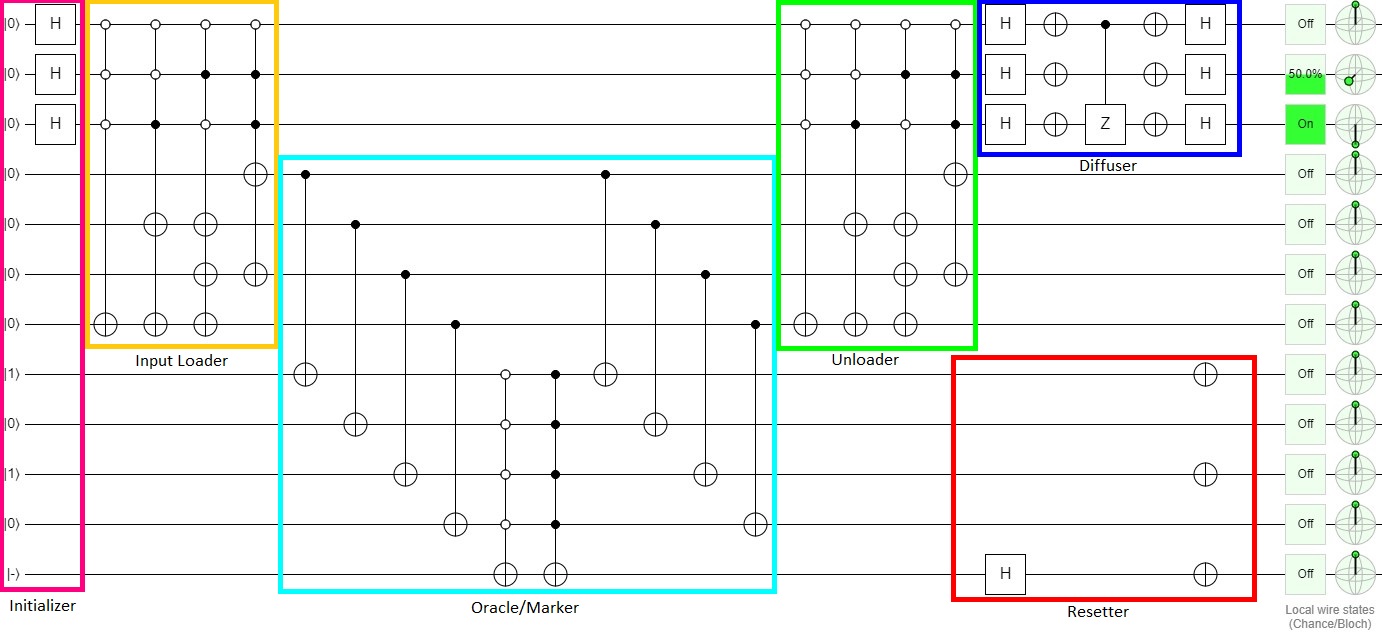 |0⟩ H H H Off
|0⟩ H H H 50.0%
|0⟩ H H Z H On
|0⟩ Off
Diffuser
|0⟩ Off
|0⟩ Off
|0⟩ Off
Input Loader Unloader
|1⟩ Off
|0⟩ Off
|1⟩ Off
|0⟩ Off
|-⟩ H Off
Initializer Oracle/Marker Resetter
Local wire states
(Chance/Bloch)